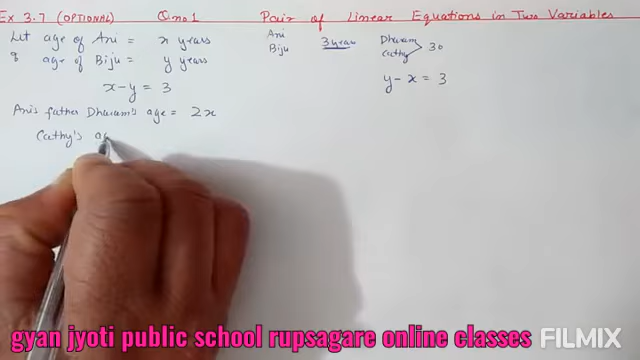 Ex 3.7 (OPTIONAL) Q.no 1 Pair of Linear Equations in Two Variables
Let age of Ani = x years
& age of Biju = y years
x - y = 3
Ani's father Dharam's age = 2x
Cathy's ag
Ani
Biju
3 years
Dharam
Cathy
30
y - x = 3
gyan jyoti public school rupsagare online classes
FILMIX